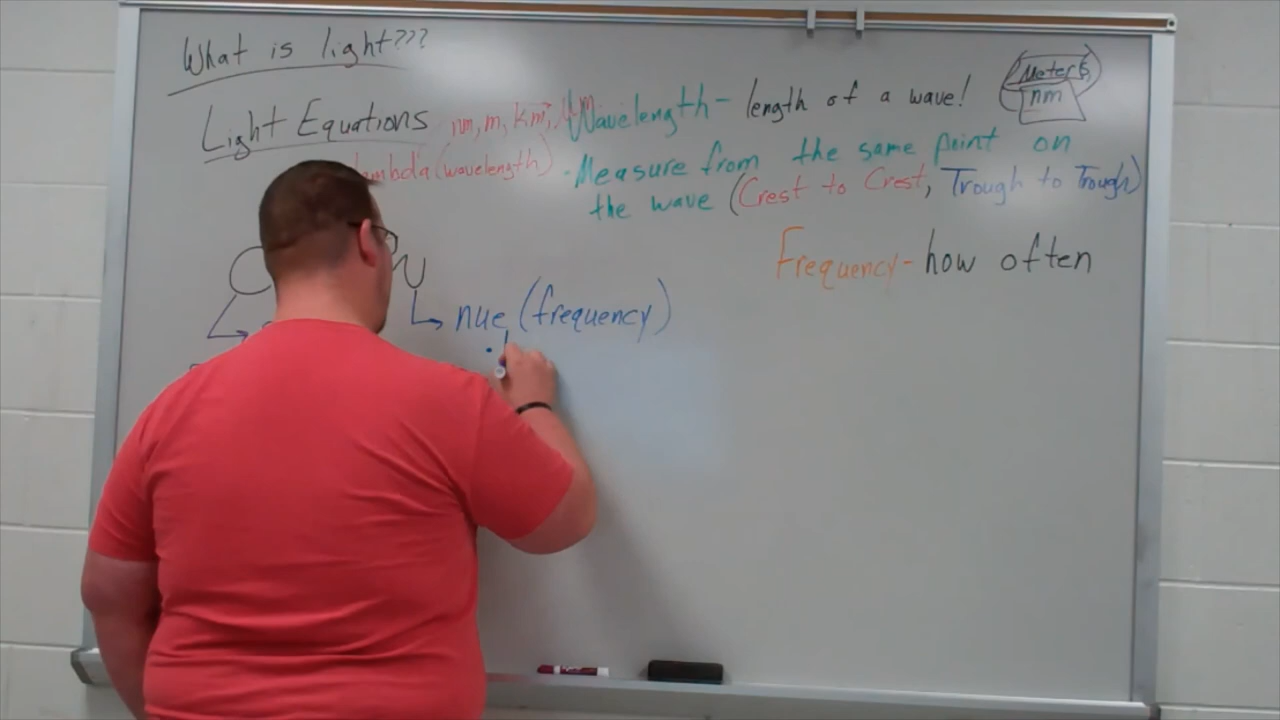 What is light???
Light Equations
nm, m, km,
Wavelength- length of a wave!
Meters
nm
ambda (wavelength)
· Measure from the same point on
the wave (Crest to Crest, Trough to Trough)
Frequency- how often
nue (frequency)